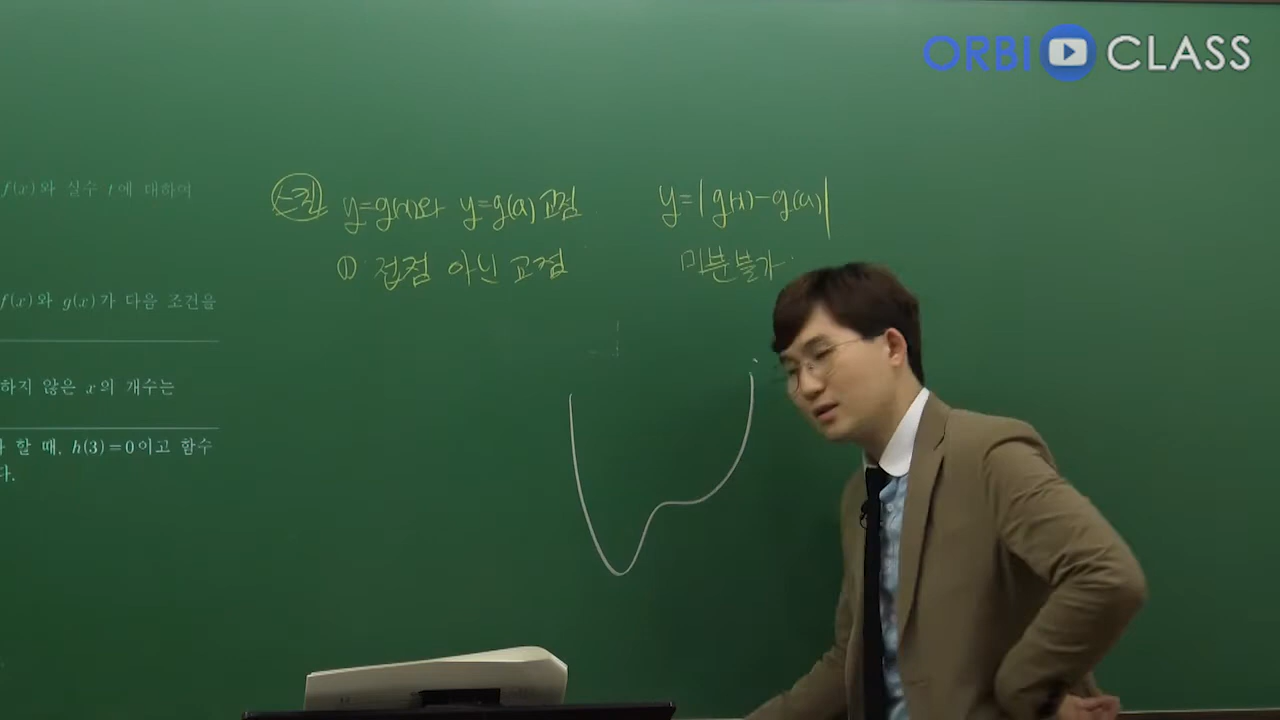 ORBI CLASS
f(x)와 실수 t에 대하여
f(x)와 g(x)가 다음 조건을
하지 않은 x의 개수는
할 때, h(3)=0이고 함수
다.
y=g(x)와 y=g(a) 교점 y=|g(x)-g(a)|
① 접점 아닌 교점 미분불가